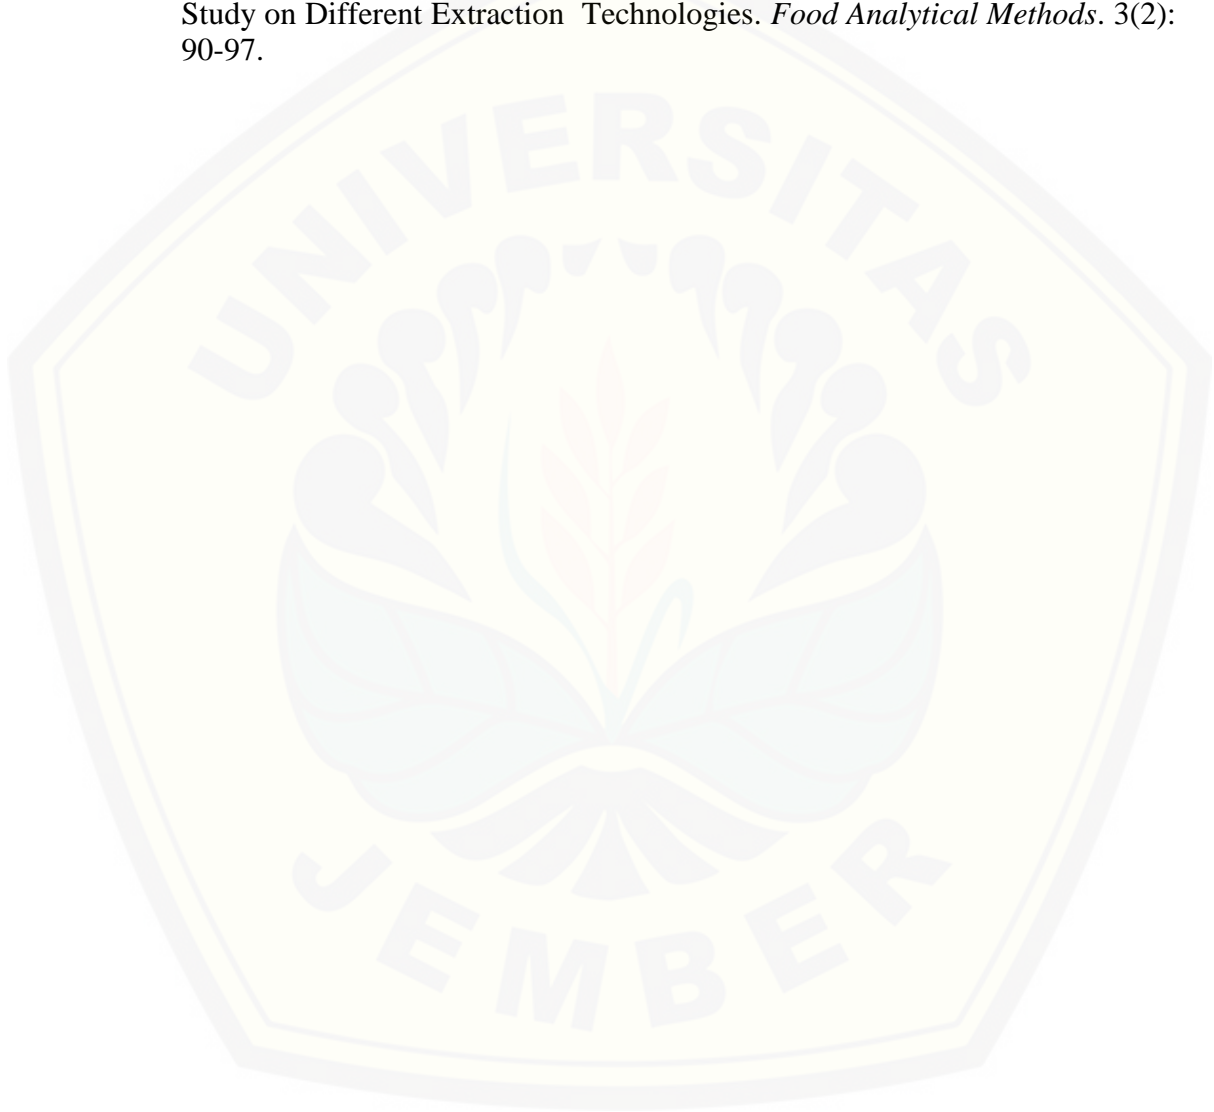 Study on Different Extraction Technologies. Food Analytical Methods. 3(2):
90-97.
UNIVERSITAS
JEMBER